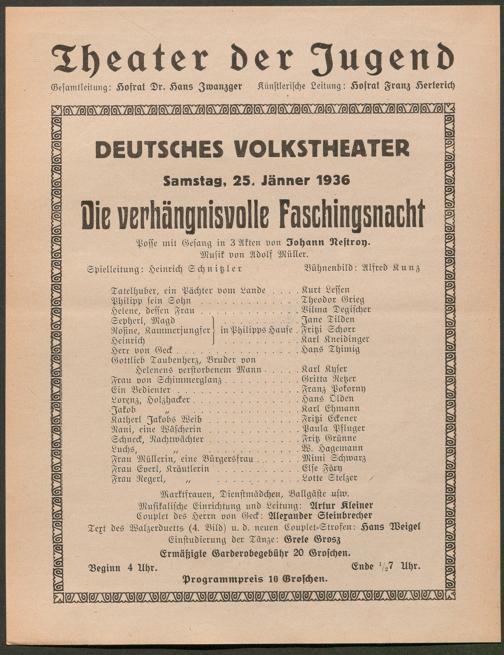 Theater der Jugend
Gesamtleitung: Hofrat Dr. Hans Zwanzger Künstlerische Leitung: Hofrat Franz Herterich
DEUTSCHES VOLKSTHEATER
Samstag, 25. Jänner 1936
Die verhängnisvolle Faschingsnacht
Posse mit Gesang in 3 Akten von Johann Nestroy.
Musik von Adolf Müller.
Spielleitung: Heinrich Schnitzler Bühnenbild: Alfred Kunz
Tatelhuber, ein Pächter vom Lande . . . . Kurt Lessen
Philipp sein Sohn . . . . . . . . . . Theodor Grieg
Helene, dessen Frau . . . . . . . . . . Vilma Degischer
Sepherl, Magd Jane Tilden
Rosine, Kammerjungfer in Philipps Hause . Fritzi Schorr
Heinrich Karl Kneidinger
Herr von Geck . . . . . . . . . . Hans Thimig
Gottlieb Taubenherz, Bruder von
Helenens verstorbenem Mann . . . . . Karl Kyser
Frau von Schimmerglanz . . . . . . . . Gritta Retzer
Ein Bedienter . . . . . . . . . . Franz Pokorny
Lorenz, Holzhacker . . . . . . . . . . Hans Olden
Jakob „ . . . . . . . . . . Karl Ehmann
Katherl Jakobs Weib . . . . . . . . . . Fritzi Eckener
Nani, eine Wäscherin . . . . . . . . . . Paula Pfluger
Schneck, Nachtwächter . . . . . . . . . . Fritz Grünne
Luchs, „ . . . . . . . . . . W. Hagemann
Frau Müllerin, eine Bürgersfrau . . . . . Mimi Schwarz
Frau Everl, Kräutlerin . . . . . . . . . . Else Föry
Frau Regerl, „ . . . . . . . . . . Lotte Stelzer
Marktfrauen, Dienstmädchen, Ballgäste usw.
Musikalische Einrichtung und Leitung: Artur Kleiner
Couplet des Herrn von Geck: Alexander Steinbrecher
Text des Walzerduetts (4. Bild) u. d. neuen Couplet-Strofen: Hans Weigel
Einstudierung der Tänze: Grete Grosz
Ermäßigte Garderobegebühr 20 Groschen.
Beginn 4 Uhr. Ende ½7 Uhr.
Programmpreis 10 Groschen.